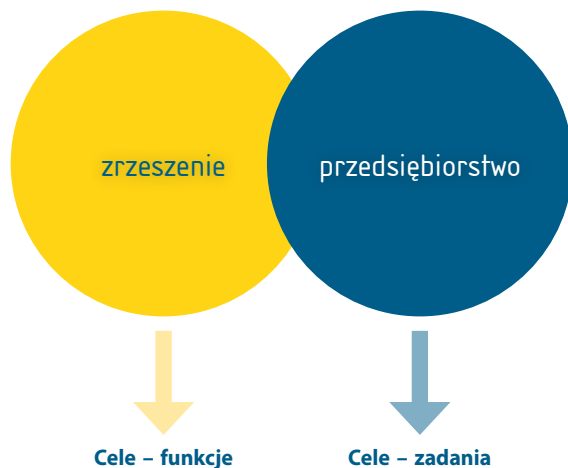 zrzeszenie
przedsiębiorstwo
Cele – funkcje
Cele – zadania